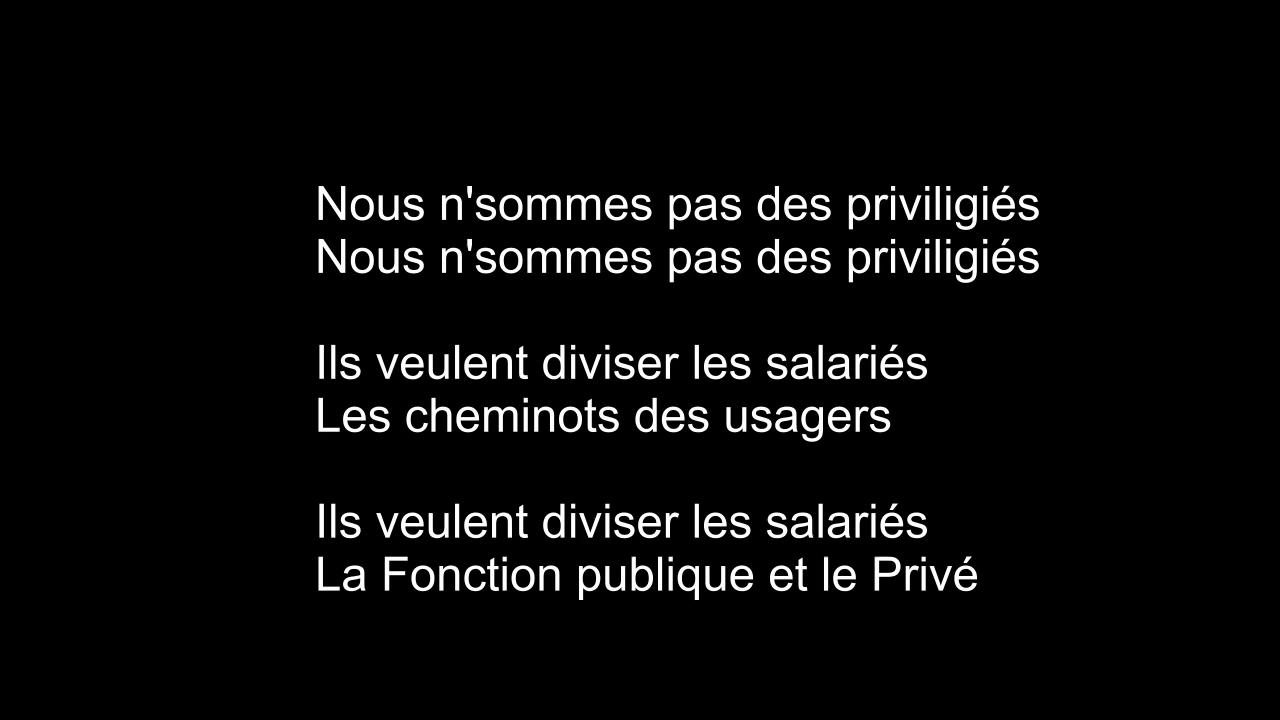 Nous n'sommes pas des priviligiés
Nous n'sommes pas des priviligiés
Ils veulent diviser les salariés
Les cheminots des usagers
Ils veulent diviser les salariés
La Fonction publique et le Privé